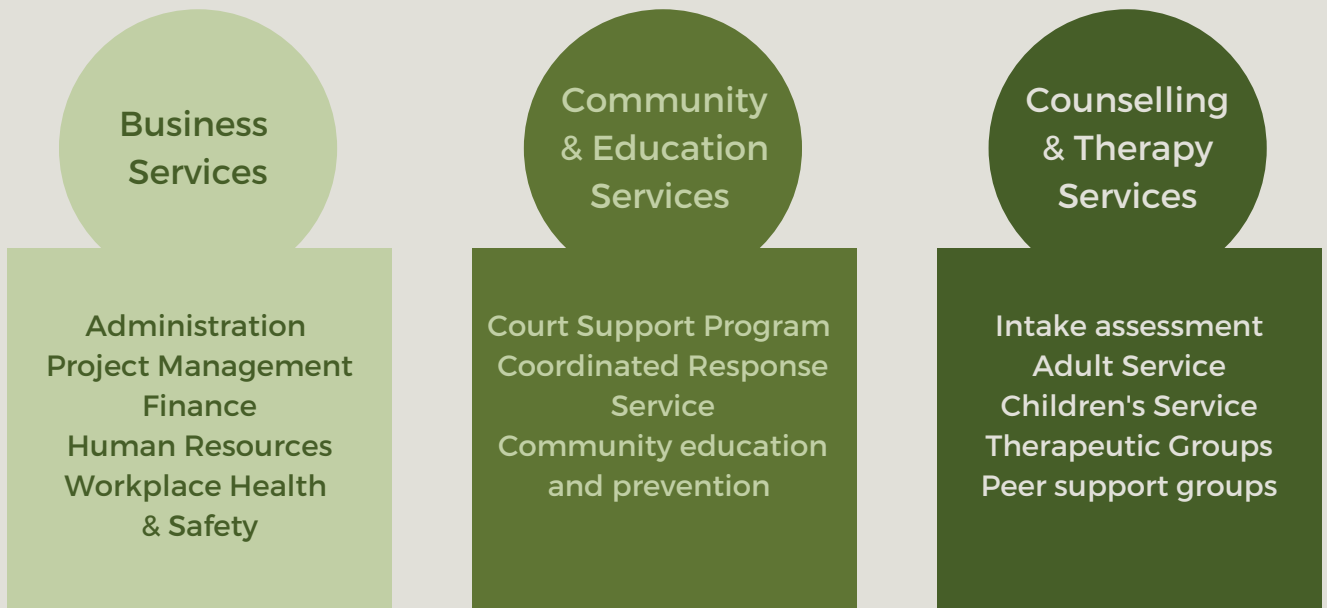 Business
Services
Administration
Project Management
Finance
Human Resources
Workplace Health
& Safety
Community
& Education
Services
Court Support Program
Coordinated Response
Service
Community education
and prevention
Counselling
& Therapy
Services
Intake assessment
Adult Service
Children's Service
Therapeutic Groups
Peer support groups